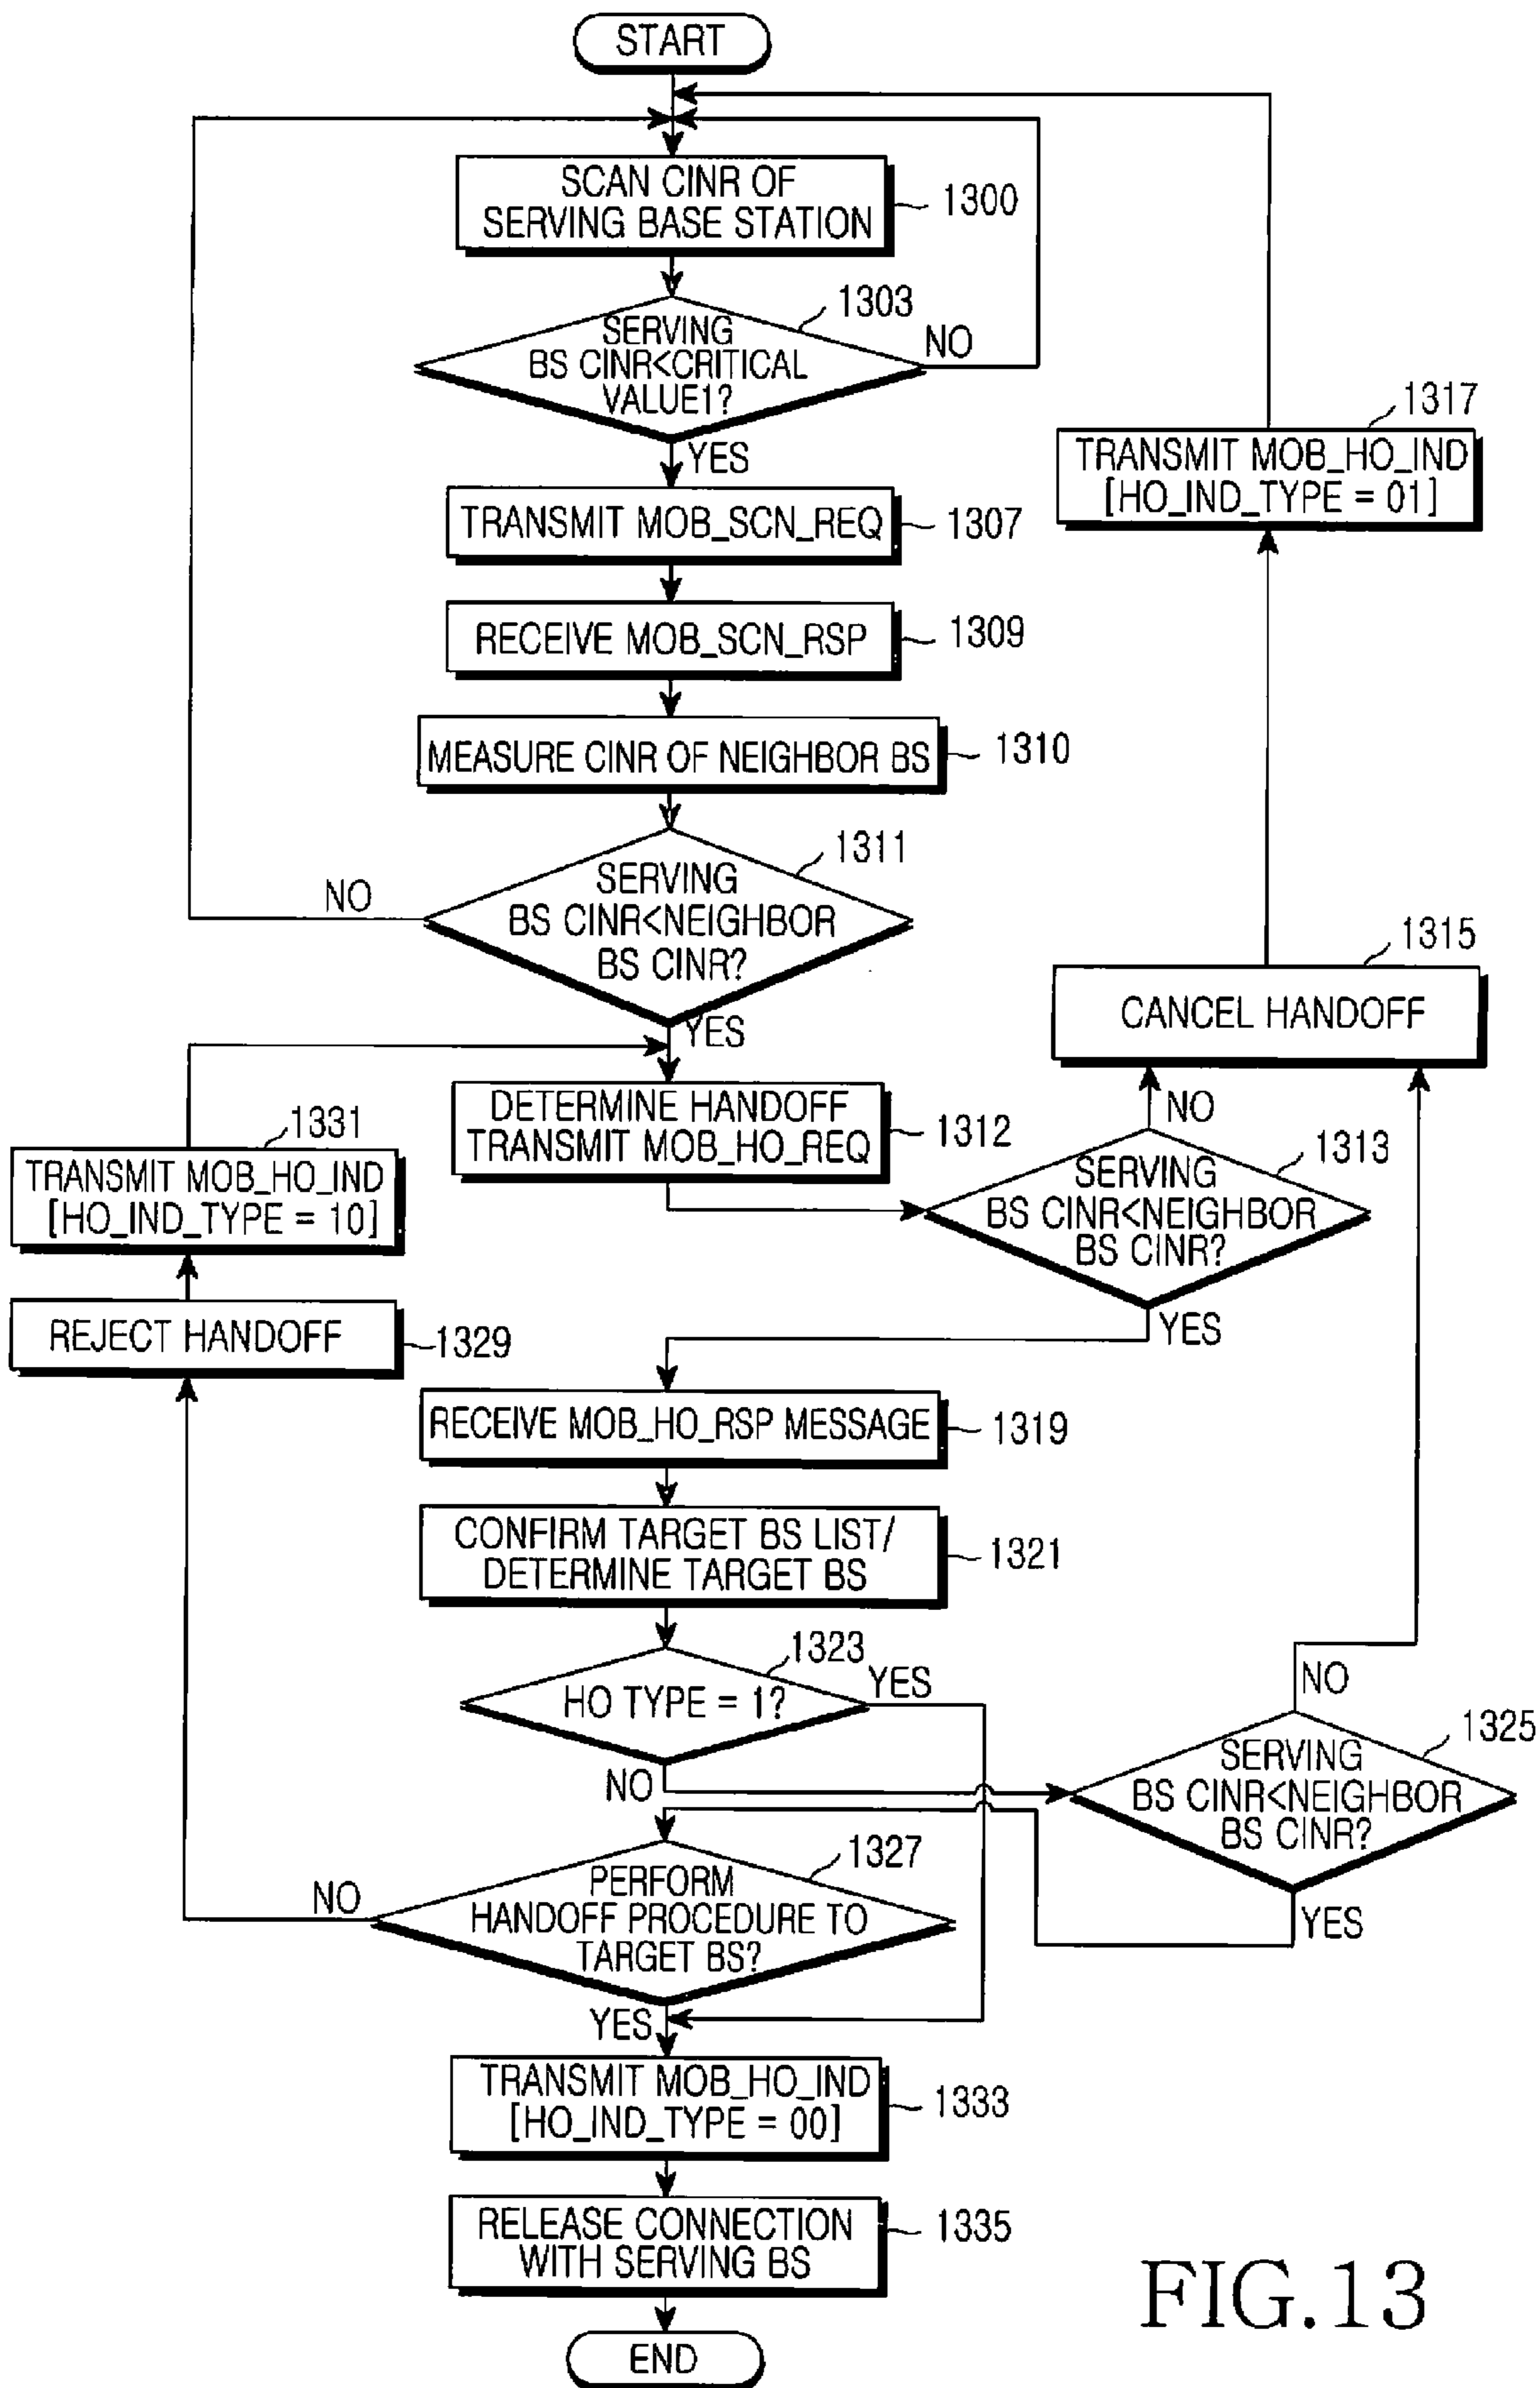 START
SCAN CINR OF
SERVING BASE STATION
1300
1303
SERVING
BS CINR<CRITICAL
VALUE1?
NO
YES
1317
TRANSMIT MOB_HO_IND
[HO_IND_TYPE = 01]
TRANSMIT MOB_SCN_REQ
1307
RECEIVE MOB_SCN_RSP
1309
MEASURE CINR OF NEIGHBOR BS
1310
1311
SERVING
BS CINR<NEIGHBOR
BS CINR?
NO
YES
1315
CANCEL HANDOFF
DETERMINE HANDOFF
TRANSMIT MOB_HO_REQ
1312
NO
1313
SERVING
BS CINR<NEIGHBOR
BS CINR?
YES
1331
TRANSMIT MOB_HO_IND
[HO_IND_TYPE = 10]
REJECT HANDOFF
1329
RECEIVE MOB_HO_RSP MESSAGE
1319
CONFIRM TARGET BS LIST/
DETERMINE TARGET BS
1321
1323
HO TYPE = 1?
YES
NO
NO
1325
SERVING
BS CINR<NEIGHBOR
BS CINR?
YES
1327
PERFORM
HANDOFF PROCEDURE TO
TARGET BS?
NO
YES
TRANSMIT MOB_HO_IND
[HO_IND_TYPE = 00]
1333
RELEASE CONNECTION
WITH SERVING BS
1335
END
FIG.13